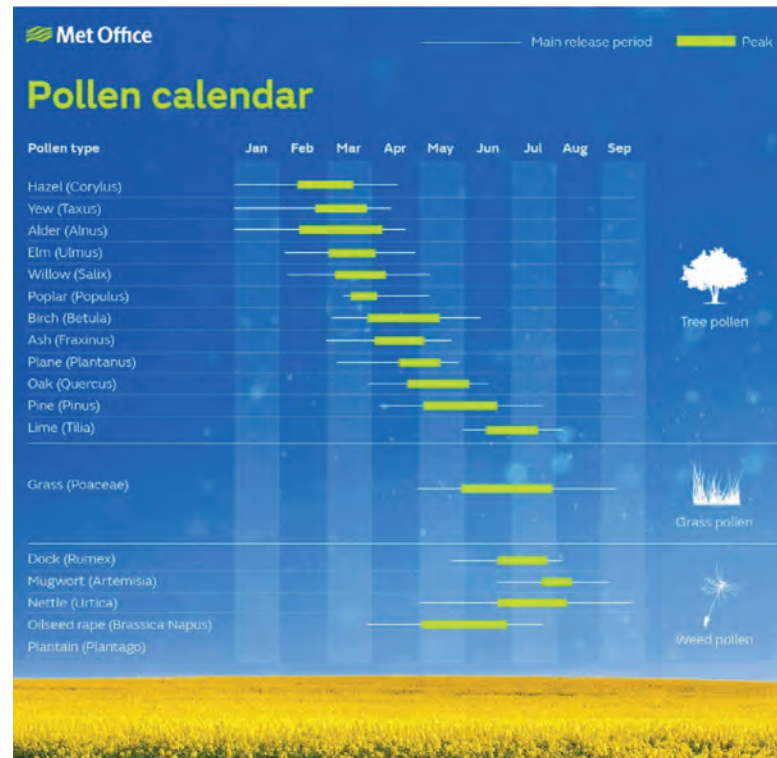 Met Office
Main release period Peak
Pollen calendar
Pollen type Jan Feb Mar Apr May Jun Jul Aug Sep
Hazel (Corylus)
Yew (Taxus)
Alder (Alnus)
Elm (Ulmus)
Willow (Salix)
Poplar (Populus)
Birch (Betula)
Tree pollen
Ash (Fraxinus)
Plane (Plantanus)
Oak (Quercus)
Pine (Pinus)
Lime (Tilia)
Grass (Poaceae)
Grass pollen
Dock (Rumex)
Mugwort (Artemisia)
Nettle (Urtica)
Oilseed rape (Brassica Napus)
Weed pollen
Plantain (Plantago)